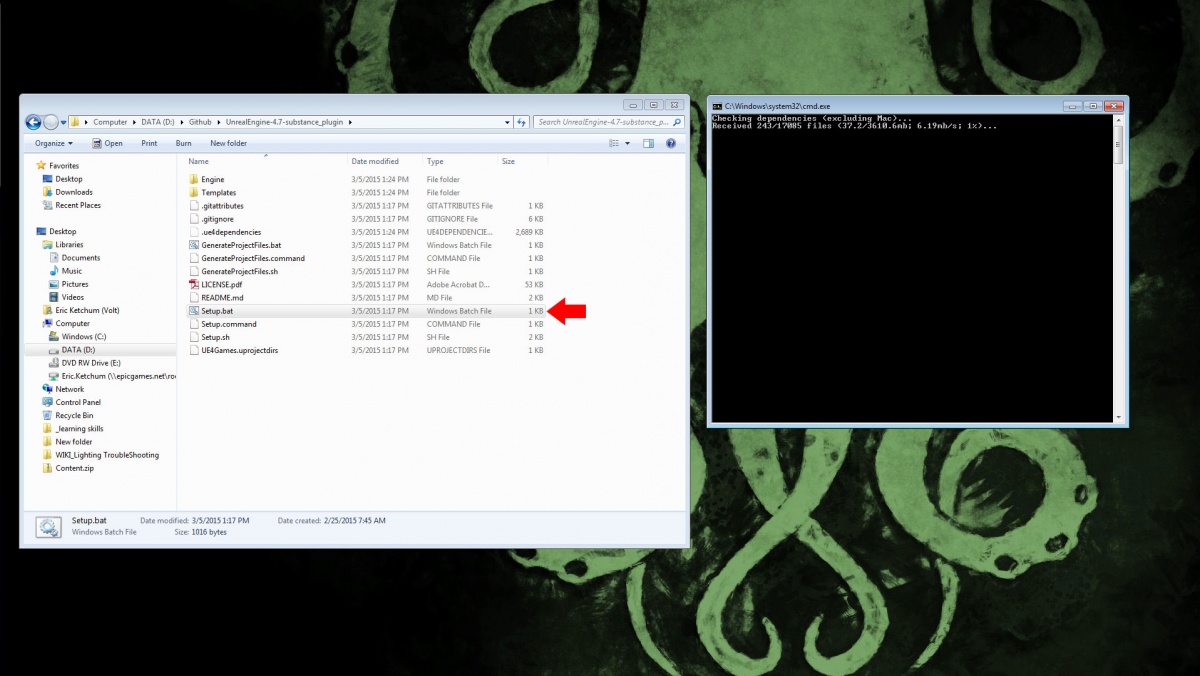 Computer ▸ DATA (D:) ▸ Github ▸ UnrealEngine-4.7-substance_plugin ▸
Search UnrealEngine-4.7-substance_p...
Organize Open Print Burn New folder
Favorites
Desktop
Downloads
Recent Places
Desktop
Libraries
Documents
Music
Pictures
Videos
Eric Ketchum (Volt)
Computer
Windows (C:)
DATA (D:)
DVD RW Drive (E:)
Eric.Ketchum (\\epicgames.net\roo
Network
Control Panel
Recycle Bin
_learning skills
New folder
WIKI_Lighting TroubleShooting
Content.zip
Name Date modified Type Size
Engine 3/5/2015 1:24 PM File folder
Templates 3/5/2015 1:24 PM File folder
.gitattributes 3/5/2015 1:17 PM GITATTRIBUTES File 1 KB
.gitignore 3/5/2015 1:17 PM GITIGNORE File 6 KB
.ue4dependencies 3/5/2015 1:24 PM UE4DEPENDENCIE... 2,689 KB
GenerateProjectFiles.bat 3/5/2015 1:17 PM Windows Batch File 1 KB
GenerateProjectFiles.command 3/5/2015 1:17 PM COMMAND File 1 KB
GenerateProjectFiles.sh 3/5/2015 1:17 PM SH File 1 KB
LICENSE.pdf 3/5/2015 1:17 PM Adobe Acrobat D... 53 KB
README.md 3/5/2015 1:17 PM MD File 2 KB
Setup.bat 3/5/2015 1:17 PM Windows Batch File 1 KB
Setup.command 3/5/2015 1:17 PM COMMAND File 1 KB
Setup.sh 3/5/2015 1:17 PM SH File 2 KB
UE4Games.uprojectdirs 3/5/2015 1:17 PM UPROJECTDIRS File 1 KB
Setup.bat Date modified: 3/5/2015 1:17 PM Date created: 2/25/2015 7:45 AM
Windows Batch File Size: 1016 bytes
C:\Windows\system32\cmd.exe
Checking dependencies (excluding Mac)...
Received 243/17085 files (37.2/3610.6mb; 6.19mb/s; 1%)...